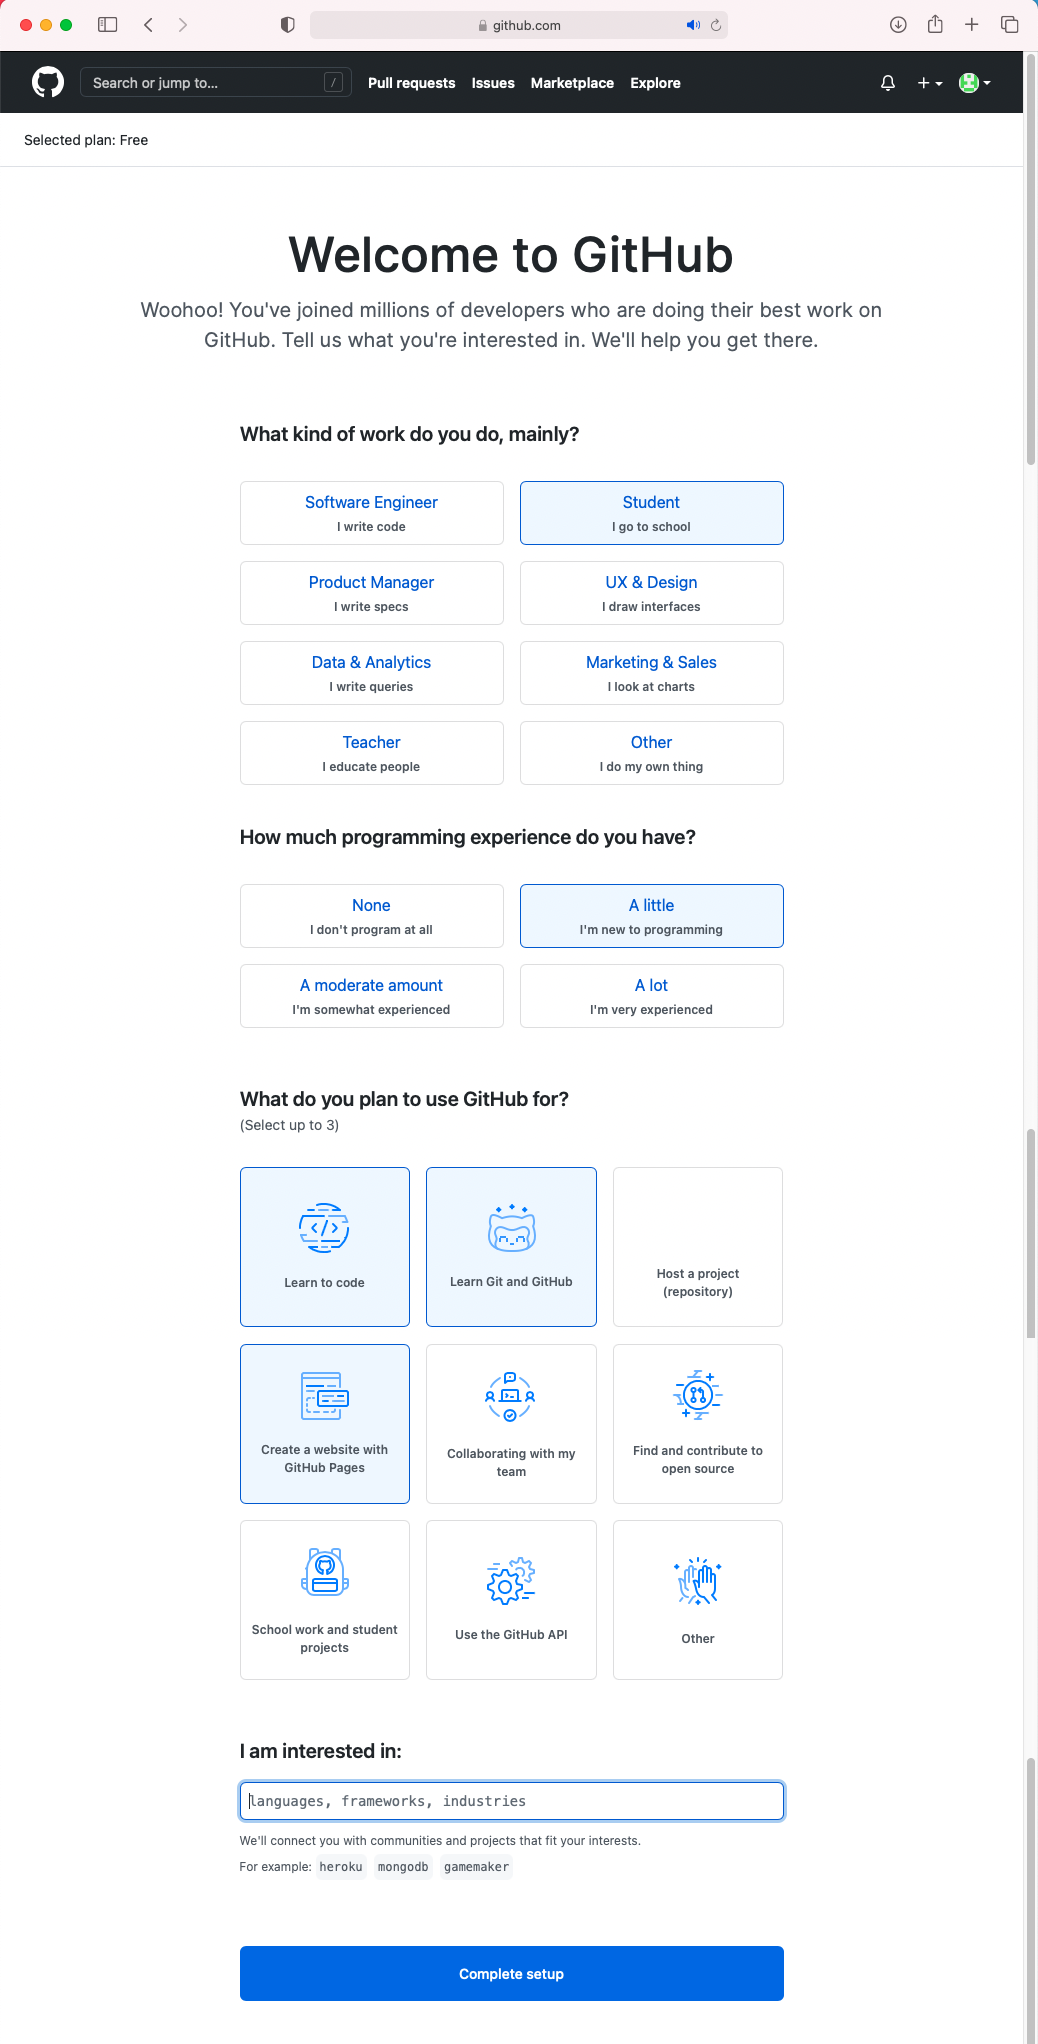 github.com
Search or jump to... /
Pull requests Issues Marketplace Explore
Selected plan: Free
Welcome to GitHub
Woohoo! You've joined millions of developers who are doing their best work on
GitHub. Tell us what you're interested in. We'll help you get there.
What kind of work do you do, mainly?
Software Engineer
I write code
Student
I go to school
Product Manager
I write specs
UX & Design
I draw interfaces
Data & Analytics
I write queries
Marketing & Sales
I look at charts
Teacher
I educate people
Other
I do my own thing
How much programming experience do you have?
None
I don't program at all
A little
I'm new to programming
A moderate amount
I'm somewhat experienced
A lot
I'm very experienced
What do you plan to use GitHub for?
(Select up to 3)
Learn to code
Learn Git and GitHub
Host a project
(repository)
Create a website with
GitHub Pages
Collaborating with my
team
Find and contribute to
open source
School work and student
projects
Use the GitHub API
Other
I am interested in:
languages, frameworks, industries
We'll connect you with communities and projects that fit your interests.
For example: heroku mongodb gamemaker
Complete setup